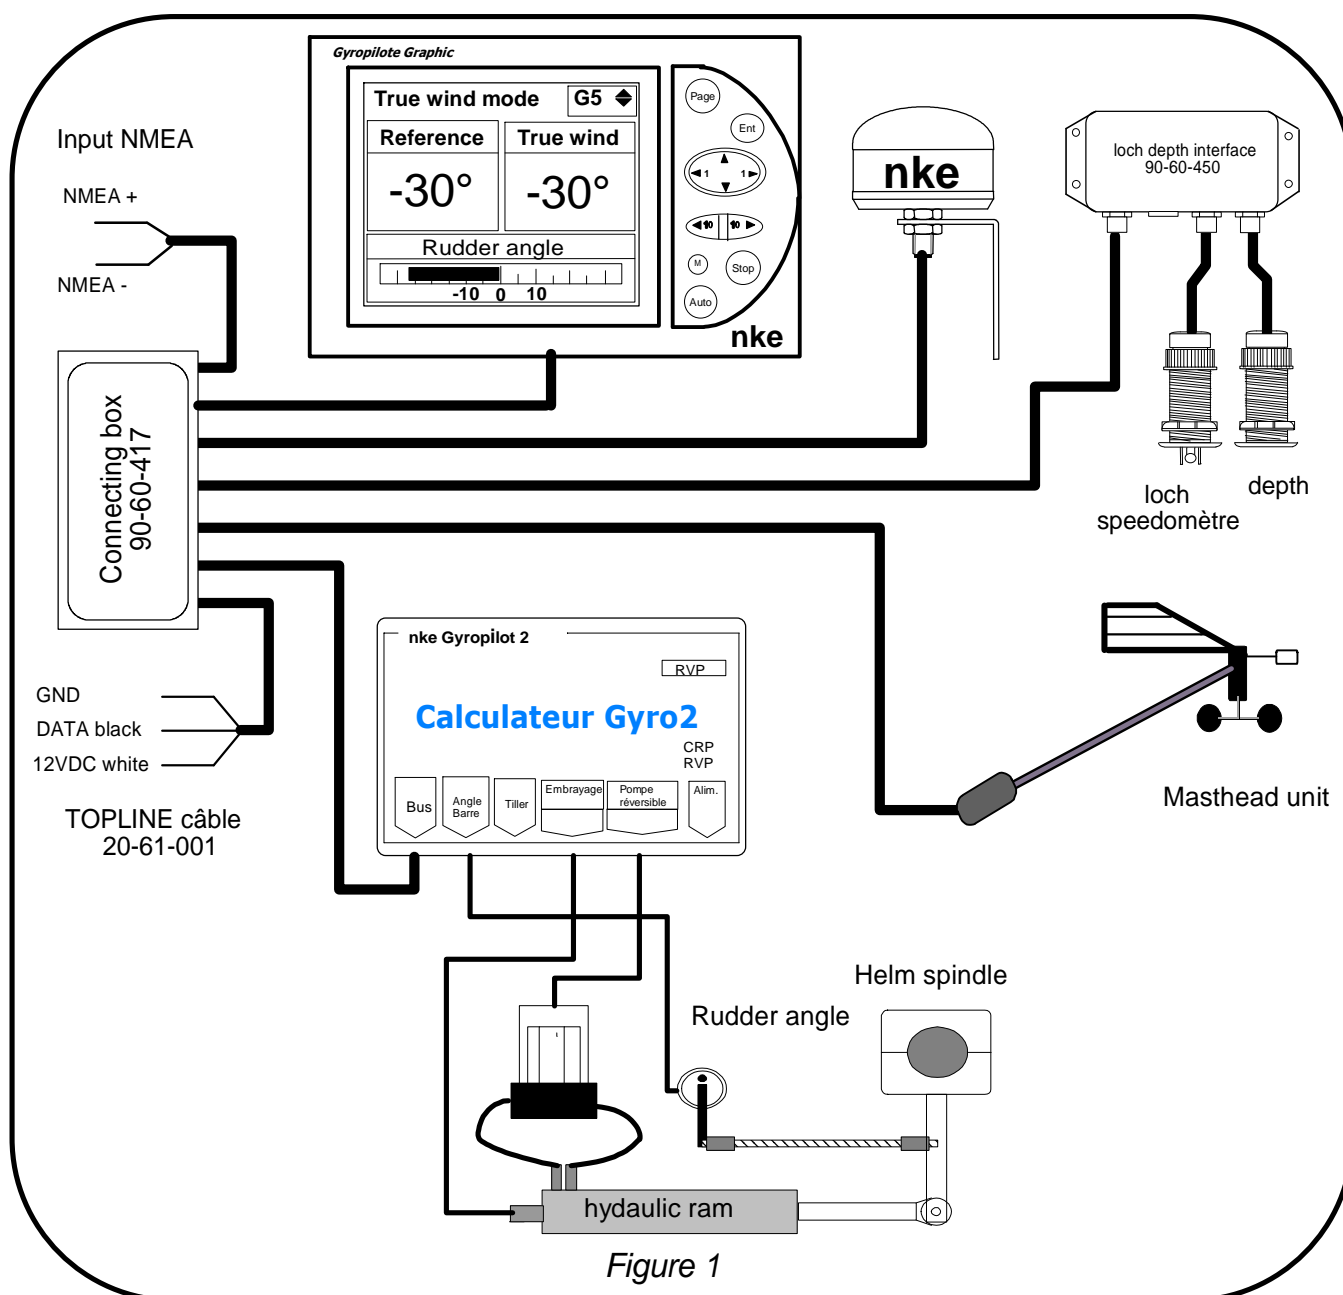 Gyropilote Graphic
True wind mode
G5
Reference
True wind
-30°
-30°
Rudder angle
-10 0 10
Page
Ent
1 1
10 10
M
Stop
Auto
nke
nke
loch depth interface
90-60-450
loch
speedomètre
depth
Input NMEA
NMEA +
NMEA -
Connecting box
90-60-417
GND
DATA black
12VDC white
TOPLINE câble
20-61-001
nke Gyropilot 2
RVP
Calculateur Gyro2
CRP
RVP
Bus
Angle
Barre
Tiller
Embrayage
Pompe
réversible
Alim.
Masthead unit
Helm spindle
Rudder angle
hydaulic ram
Figure 1